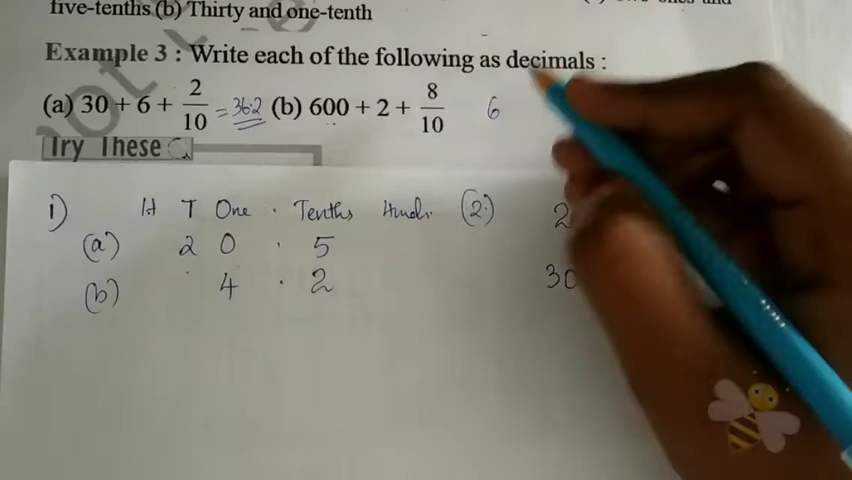 five-tenths (b) Thirty and one-tenth
Example 3 : Write each of the following as decimals :
(a) 30 + 6 + 2/10 = 36.2 (b) 600 + 2 + 8/10 6
Try These
1) H T One . Tenths Hund. (2) 2
(a) 2 0 . 5
(b) 4 . 2 30